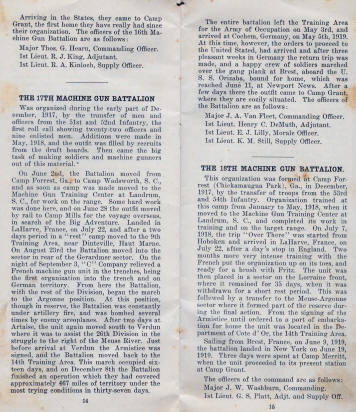 Arriving in the States, they came to Camp
Grant, the first home they have really had since
their organization. The officers of the 16th Ma-
chine Gun Battalion are as follows:
Major Thos. G. Hearn, Commanding Officer.
1st Lieut. R. J. King, Adjutant.
1st Lieut. R. A. Kinloch, Supply Officer.
THE 17TH MACHINE GUN BATTALION
Was organized during the early part of De-
cember, 1917, by the transfer of men and
officers from the 51st and 52nd Infantry, the
first roll call showing twenty-two officers and
nine enlisted men. Additions were made in
May, 1918, and the outfit was filled by recruits
from the draft boards. Then came the big
task of making soldiers and machine gunners
out of this material.
On June 2nd, the Battalion moved from
Camp Forrest, Ga., to Camp Wadsworth, S. C.,
and as soon as camp was made moved to the
Machine Gun Training Center at Landrum,
S. C., for work on the range. Some hard work
was done here, and on June 28 the outfit moved
by rail to Camp Mills for the voyage overseas,
in search of the Big Adventure. Landed in
LaHarve, France, on July 22, and after a two
days period in a "rest" camp moved to the 9th
Training Area, near Dinteville, Haut Marne.
On August 23rd the Battalion moved into the
sector in rear of the Gerardmer Sector. On the
night of September 3, "C" Company relieved a
French machine gun unit in the trenches, being
the first organization into the trench and on
German territory. From here the Battalion,
with the rest of the Division, began the march
to the Argonne position. At this position,
though in reserve, the Battalion was constantly
under artillery fire, and was bombed several
times by enemy aeroplanes. After two days at
Artaise, the unit again moved south to Verdun
where it was to assist the 26th Division in the
struggle to the right of the Meuse River. Just
before arrival at Verdun the Armistice was
signed, and the Battalion moved back to the
14th Training Area. This march occupied six-
teen days, and on December 8th the Battalion
finished an operation which they had covered
approximately 467 miles of territory under the
most trying conditions in thirty-seven days.
14
The entire battalion left the Training Area
for the Army of Occupation on May 3rd, and
arrived at Cochem, Germany, on May 5th, 1919.
At this time, however, the orders to proceed to
the United Stated, had arrived and after three
pleasant weeks in Germany the return trip was
made, and a happy crew of soldiers marched
over the gang plank at Brest, aboard the U.
S. S. Orizaba, bound for home, which was
reached June 11, at Newport News. After a
few days there the outfit came to Camp Grant,
where they are easily situated. The officers of
the Battalion are as follows:
Major J. A. Van Fleet, Commanding Officer.
1st Lieut. Henry C. DeMuth, Adjutant.
1st Lieut. E. J. Lilly, Morale Officer.
1st Lieut. K. M. Still, Supply Officer.
THE 18TH MACHINE GUN BATTALION.
This organization was formed at Camp For-
rest (Chickamauga Park), Ga., in December,
1917, by the transfer of troops from the 53rd
and 54th Infantry. Organization trained at
this camp from January to May, 1918, when it
moved to the Machine Gun Training Center at
Landrum, S. C., and completed its work in
training and on the target range. On July 7,
1918, the trip "Over There" was started from
Hoboken and arrived in LaHarve, France, on
July 22, after a day's stop in England. Two
months more very intense training with the
French put the organization up on its toes, and
ready for a brush with Fritz. The unit was
then placed in a sector on the Lorraine front,
where it remained for 35 days, when it was
withdrawn for a short rest period. This was
followed by a transfer to the Meuse-Argonne
sector where it formed part of the reserve dur-
ing the final action. From the signing of the
Armistice until ordered to a port of embarka-
tion for home the unit was located in the De-
partment of Cote d' Or, the 14th Training Area.
Sailing from Brest, France, on June 9, 1919,
the battalion landed in New York on June 19,
1919. Three days were spent at Camp Merritt,
when the unit proceeded to its present station
at Camp Grant.
The officers of the command are as follows:
Major J. W. Washburn, Commanding.
1st Lieut. G. S. Platt, Adjt. and Supply Off.
15